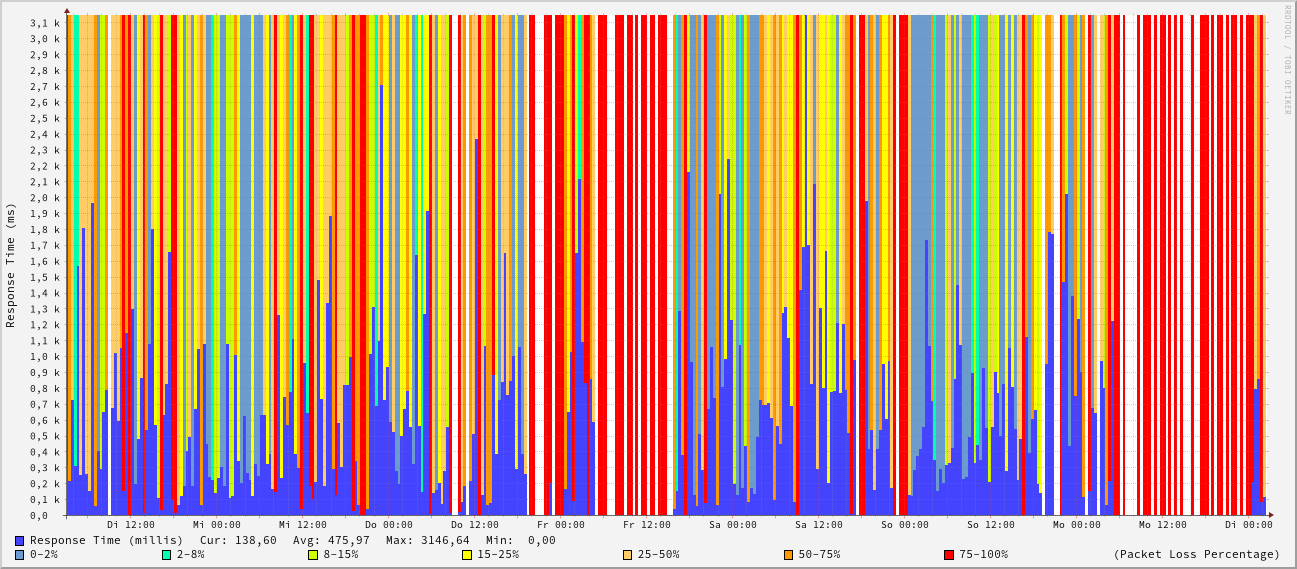 RRDTOOL / TOBI OETIKER
Response Time (ms)
3,1 k
3,0 k
2,9 k
2,8 k
2,7 k
2,6 k
2,5 k
2,4 k
2,3 k
2,2 k
2,1 k
2,0 k
1,9 k
1,8 k
1,7 k
1,6 k
1,5 k
1,4 k
1,3 k
1,2 k
1,1 k
1,0 k
0,9 k
0,8 k
0,7 k
0,6 k
0,5 k
0,4 k
0,3 k
0,2 k
0,1 k
0,0
Di 12:00 Mi 00:00 Mi 12:00 Do 00:00 Do 12:00 Fr 00:00 Fr 12:00 Sa 00:00 Sa 12:00 So 00:00 So 12:00 Mo 00:00 Mo 12:00 Di 00:00
Response Time (millis) Cur: 138,60 Avg: 475,97 Max: 3146,64 Min: 0,00
0-2% 2-8% 8-15% 15-25% 25-50% 50-75% 75-100% (Packet Loss Percentage)